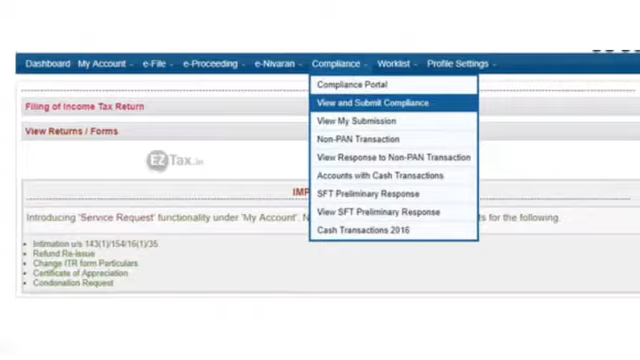 Dashboard My Account e-File e-Proceeding e-Nivaran Compliance Worklist Profile Settings
Compliance Portal
View and Submit Compliance
View My Submission
Non-PAN Transaction
View Response to Non-PAN Transaction
Accounts with Cash Transactions
SFT Preliminary Response
View SFT Preliminary Response
Cash Transactions 2016
Filing of Income Tax Return
View Returns / Forms
EZTax.in
Introducing 'Service Request' functionality under 'My Account'. for the following.
Intimation u/s 143(1)/154/16(1)/35
Refund Re-issue
Change ITR form Particulars
Certificate of Appreciation
Condonation Request